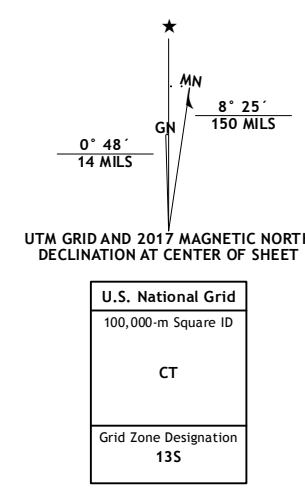 ★
MN
GN
8° 25´
150 MILS
0° 48´
14 MILS
UTM GRID AND 2017 MAGNETIC NORTH
DECLINATION AT CENTER OF SHEET
U.S. National Grid
100,000-m Square ID
CT
Grid Zone Designation
13S